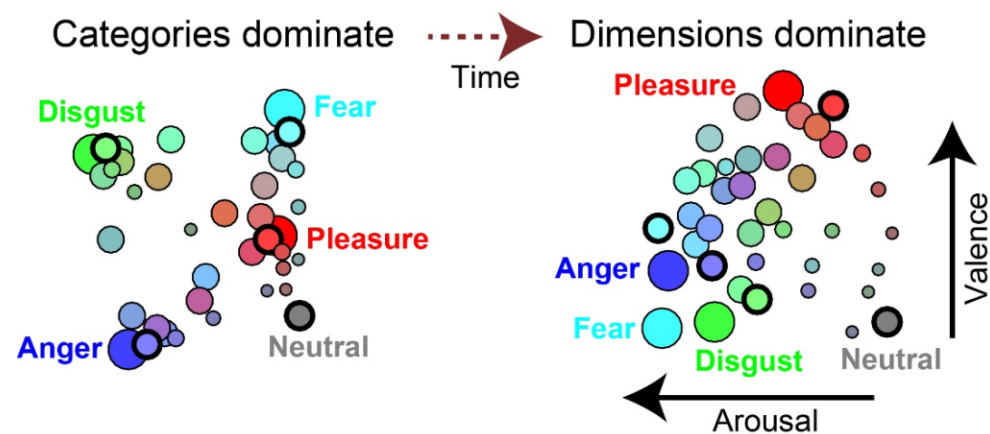 Categories dominate
Time
Dimensions dominate
Disgust
Fear
Pleasure
Anger
Neutral
Pleasure
Anger
Fear
Disgust
Neutral
Valence
Arousal